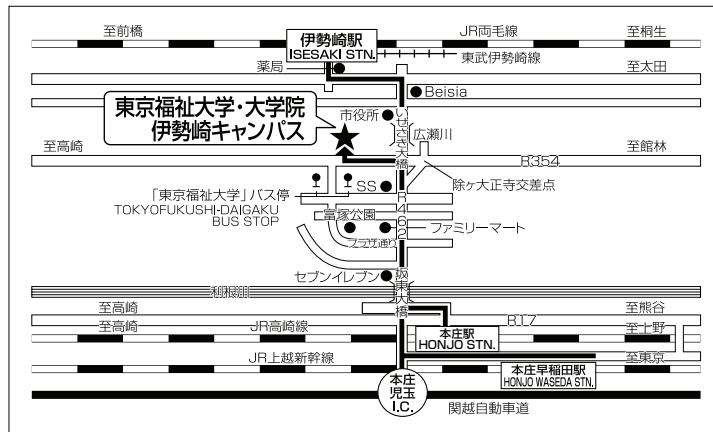 至前橋
伊勢崎駅
ISESAKI STN.
JR両毛線
至桐生
東武伊勢崎線
薬局
至太田
Beisia
東京福祉大学・大学院
伊勢崎キャンパス
市役所
いせさき大橋
広瀬川
至高崎
R354
至館林
除ヶ大正寺交差点
「東京福祉大学」バス停
TOKYOFUKUSHI-DAIGAKU
BUS STOP
SS
R462
富塚公園
ファミリーマート
プラザ通り
セブンイレブン
坂東大橋
利根川
至高崎
至熊谷
R17
至高崎
JR高崎線
本庄駅
HONJO STN.
至上野
JR上越新幹線
本庄早稲田駅
HONJO WASEDA STN.
至東京
本庄
児玉
I.C.
関越自動車道